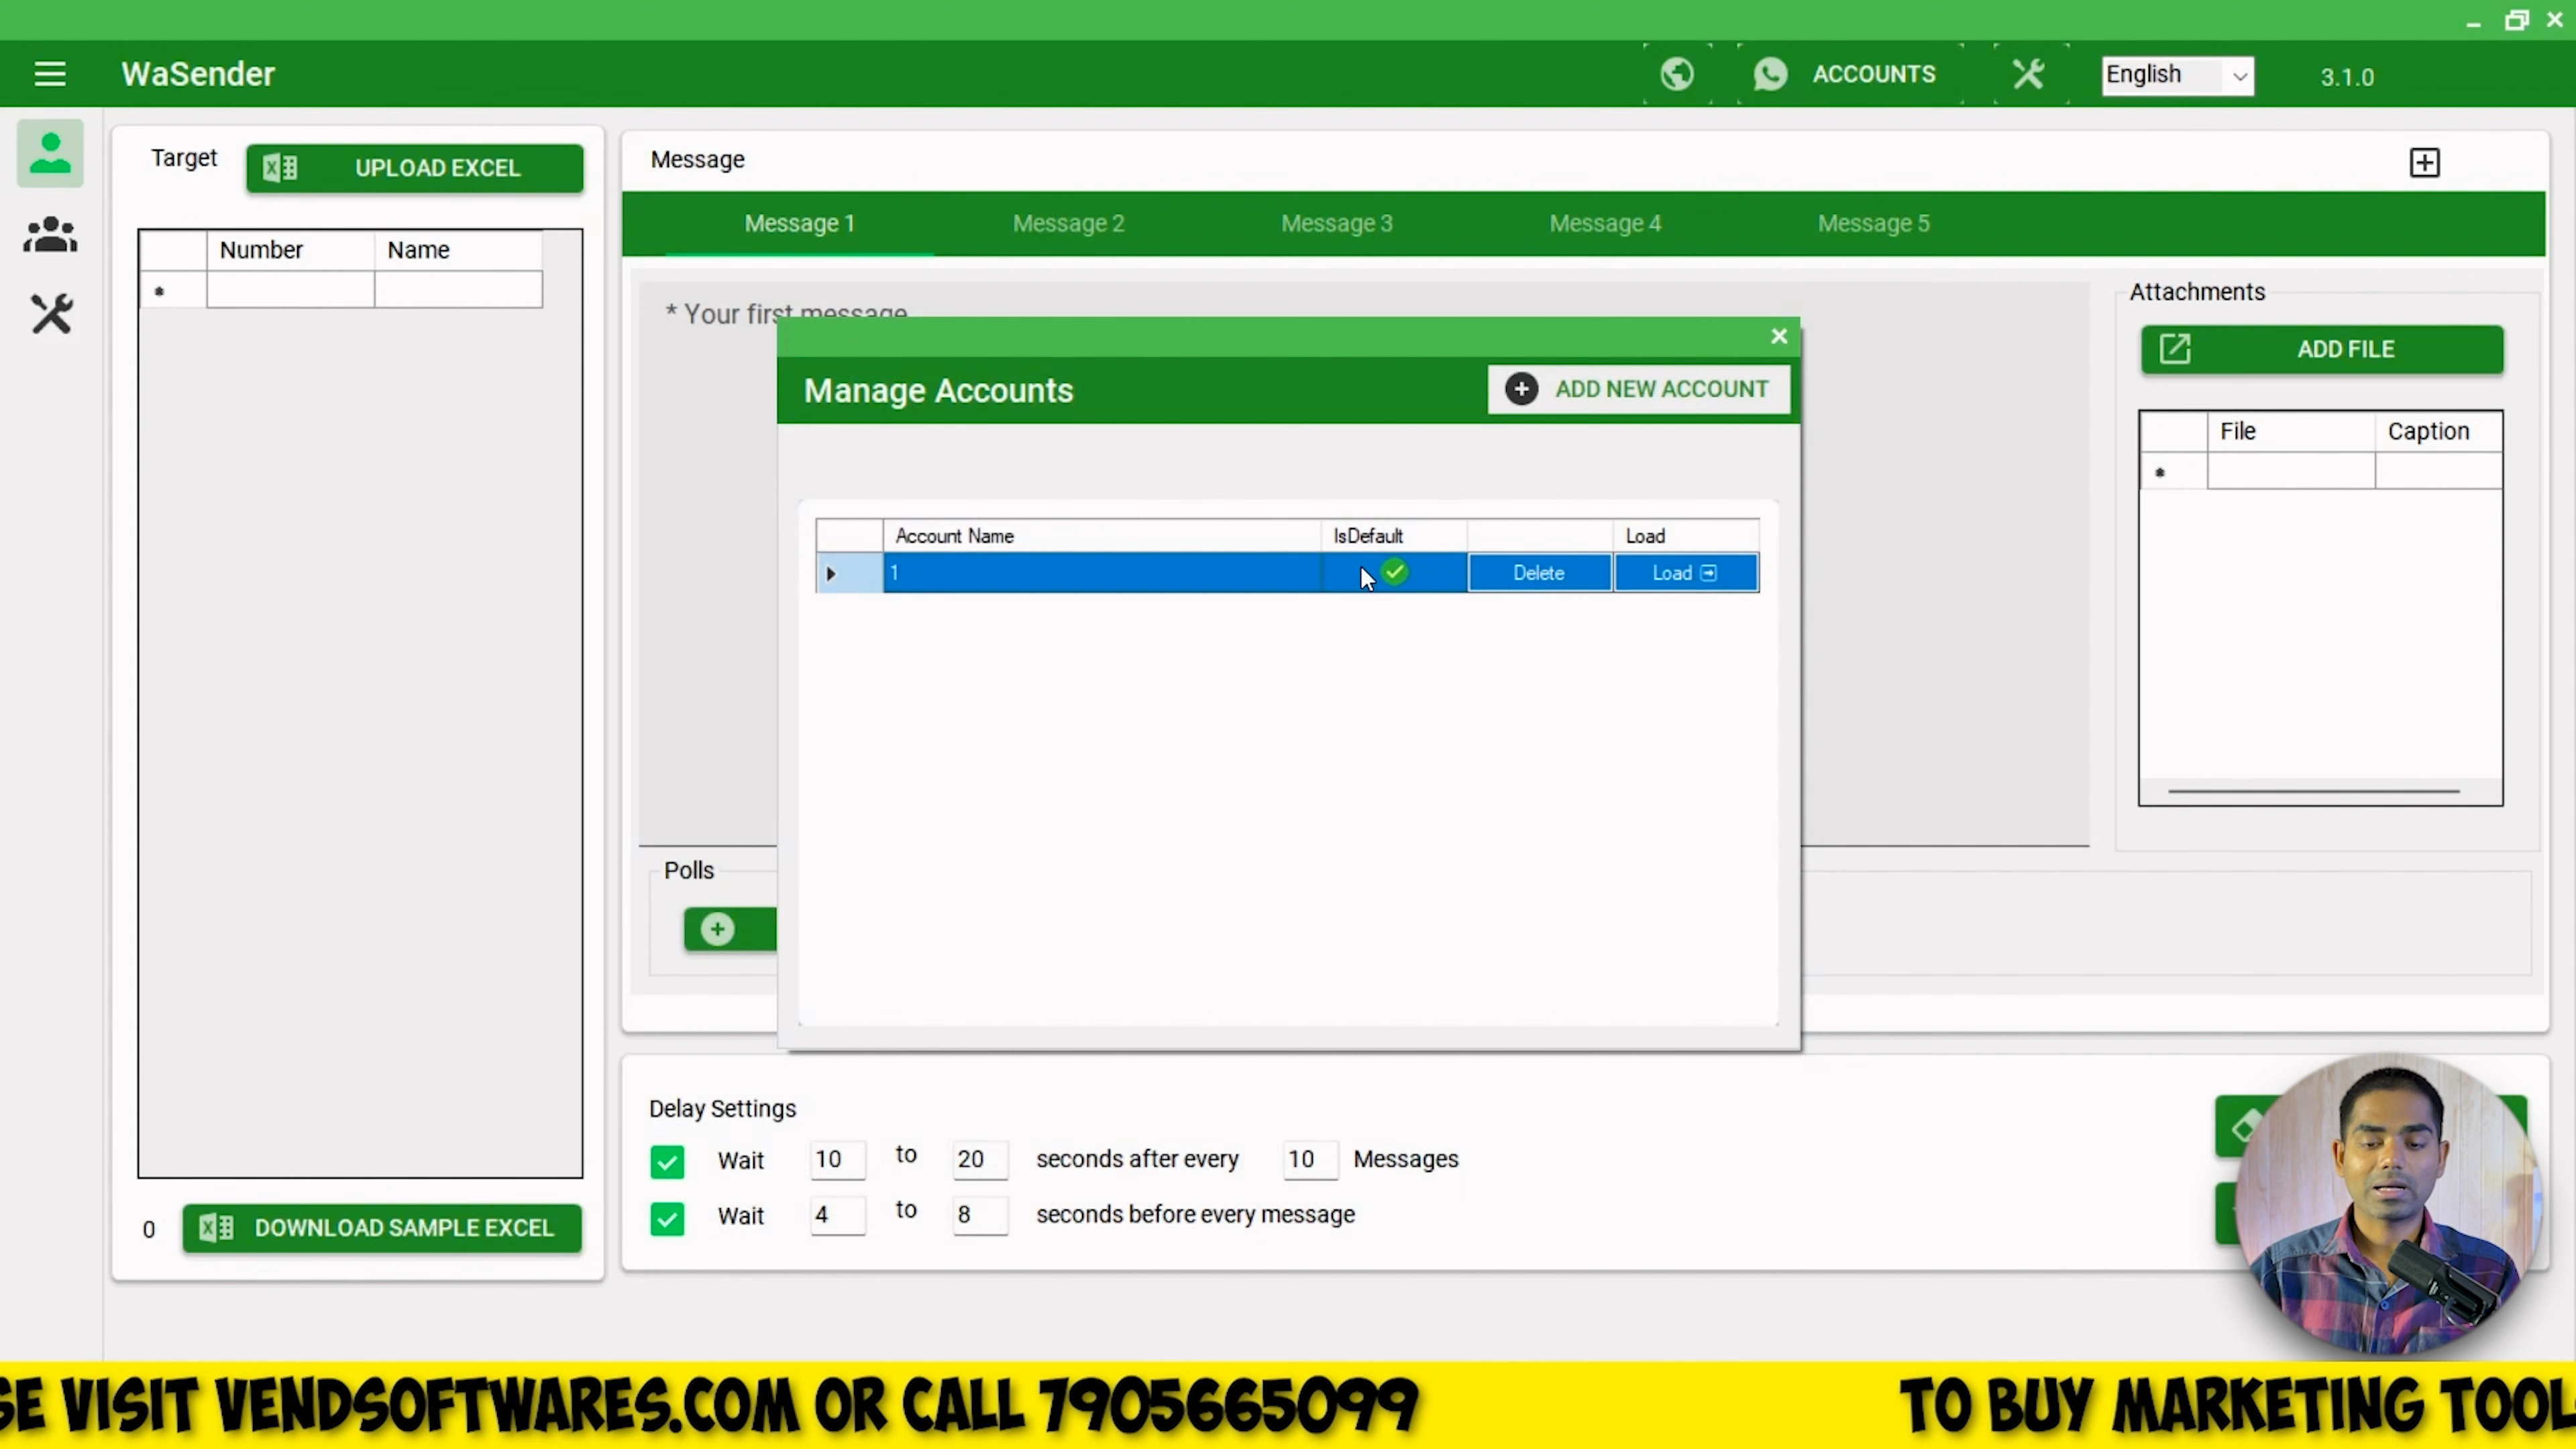 WaSender
ACCOUNTS
English
3.1.0
Target
UPLOAD EXCEL
Number Name
*
0
DOWNLOAD SAMPLE EXCEL
Message
Message 1 Message 2 Message 3 Message 4 Message 5
* Your first message
Attachments
ADD FILE
File Caption
*
Manage Accounts
ADD NEW ACCOUNT
Account Name IsDefault Load
1 Delete Load
Polls
Delay Settings
Wait 10 to 20 seconds after every 10 Messages
Wait 4 to 8 seconds before every message
SE VISIT VENDSOFTWARES.COM OR CALL 7905665099 TO BUY MARKETING TOOL